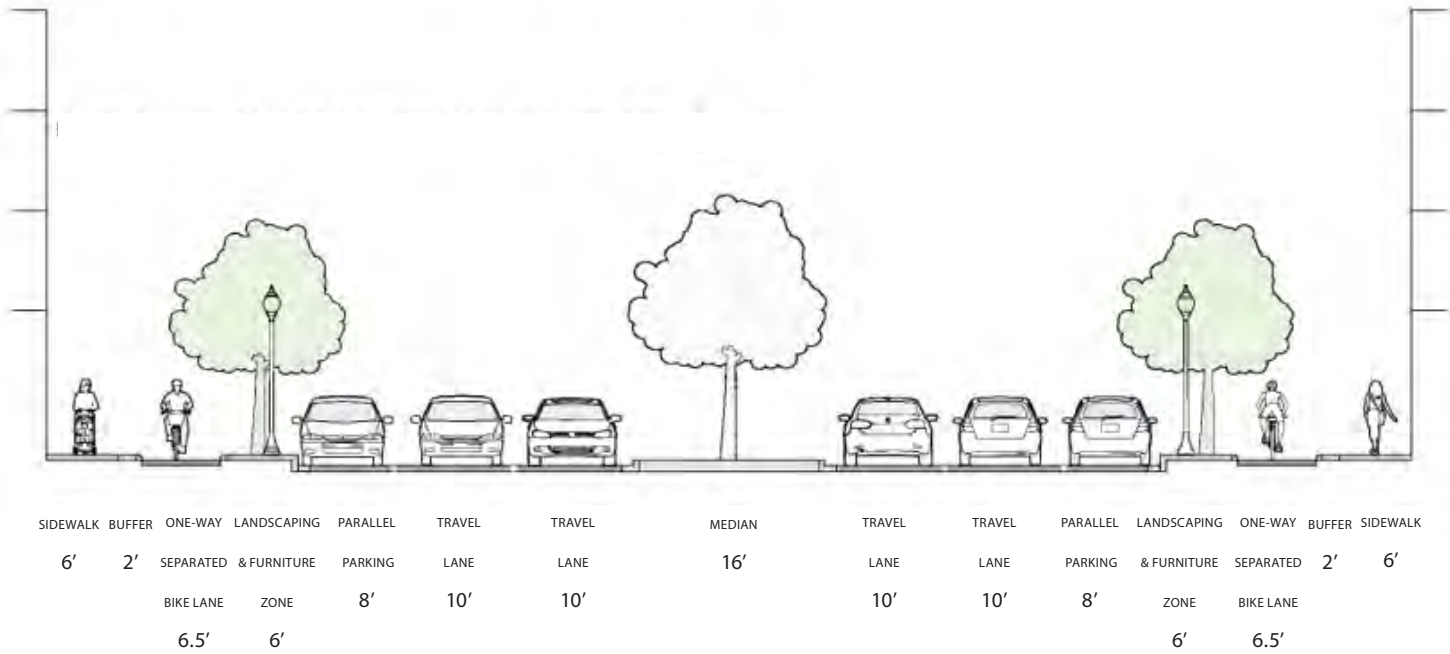 SIDEWALK
6′
BUFFER
2′
ONE-WAY
SEPARATED
BIKE LANE
6.5′
LANDSCAPING
& FURNITURE
ZONE
6′
PARALLEL
PARKING
8′
TRAVEL
LANE
10′
TRAVEL
LANE
10′
MEDIAN
16′
TRAVEL
LANE
10′
TRAVEL
LANE
10′
PARALLEL
PARKING
8′
LANDSCAPING
& FURNITURE
ZONE
6′
ONE-WAY
SEPARATED
BIKE LANE
6.5′
BUFFER
2′
SIDEWALK
6′